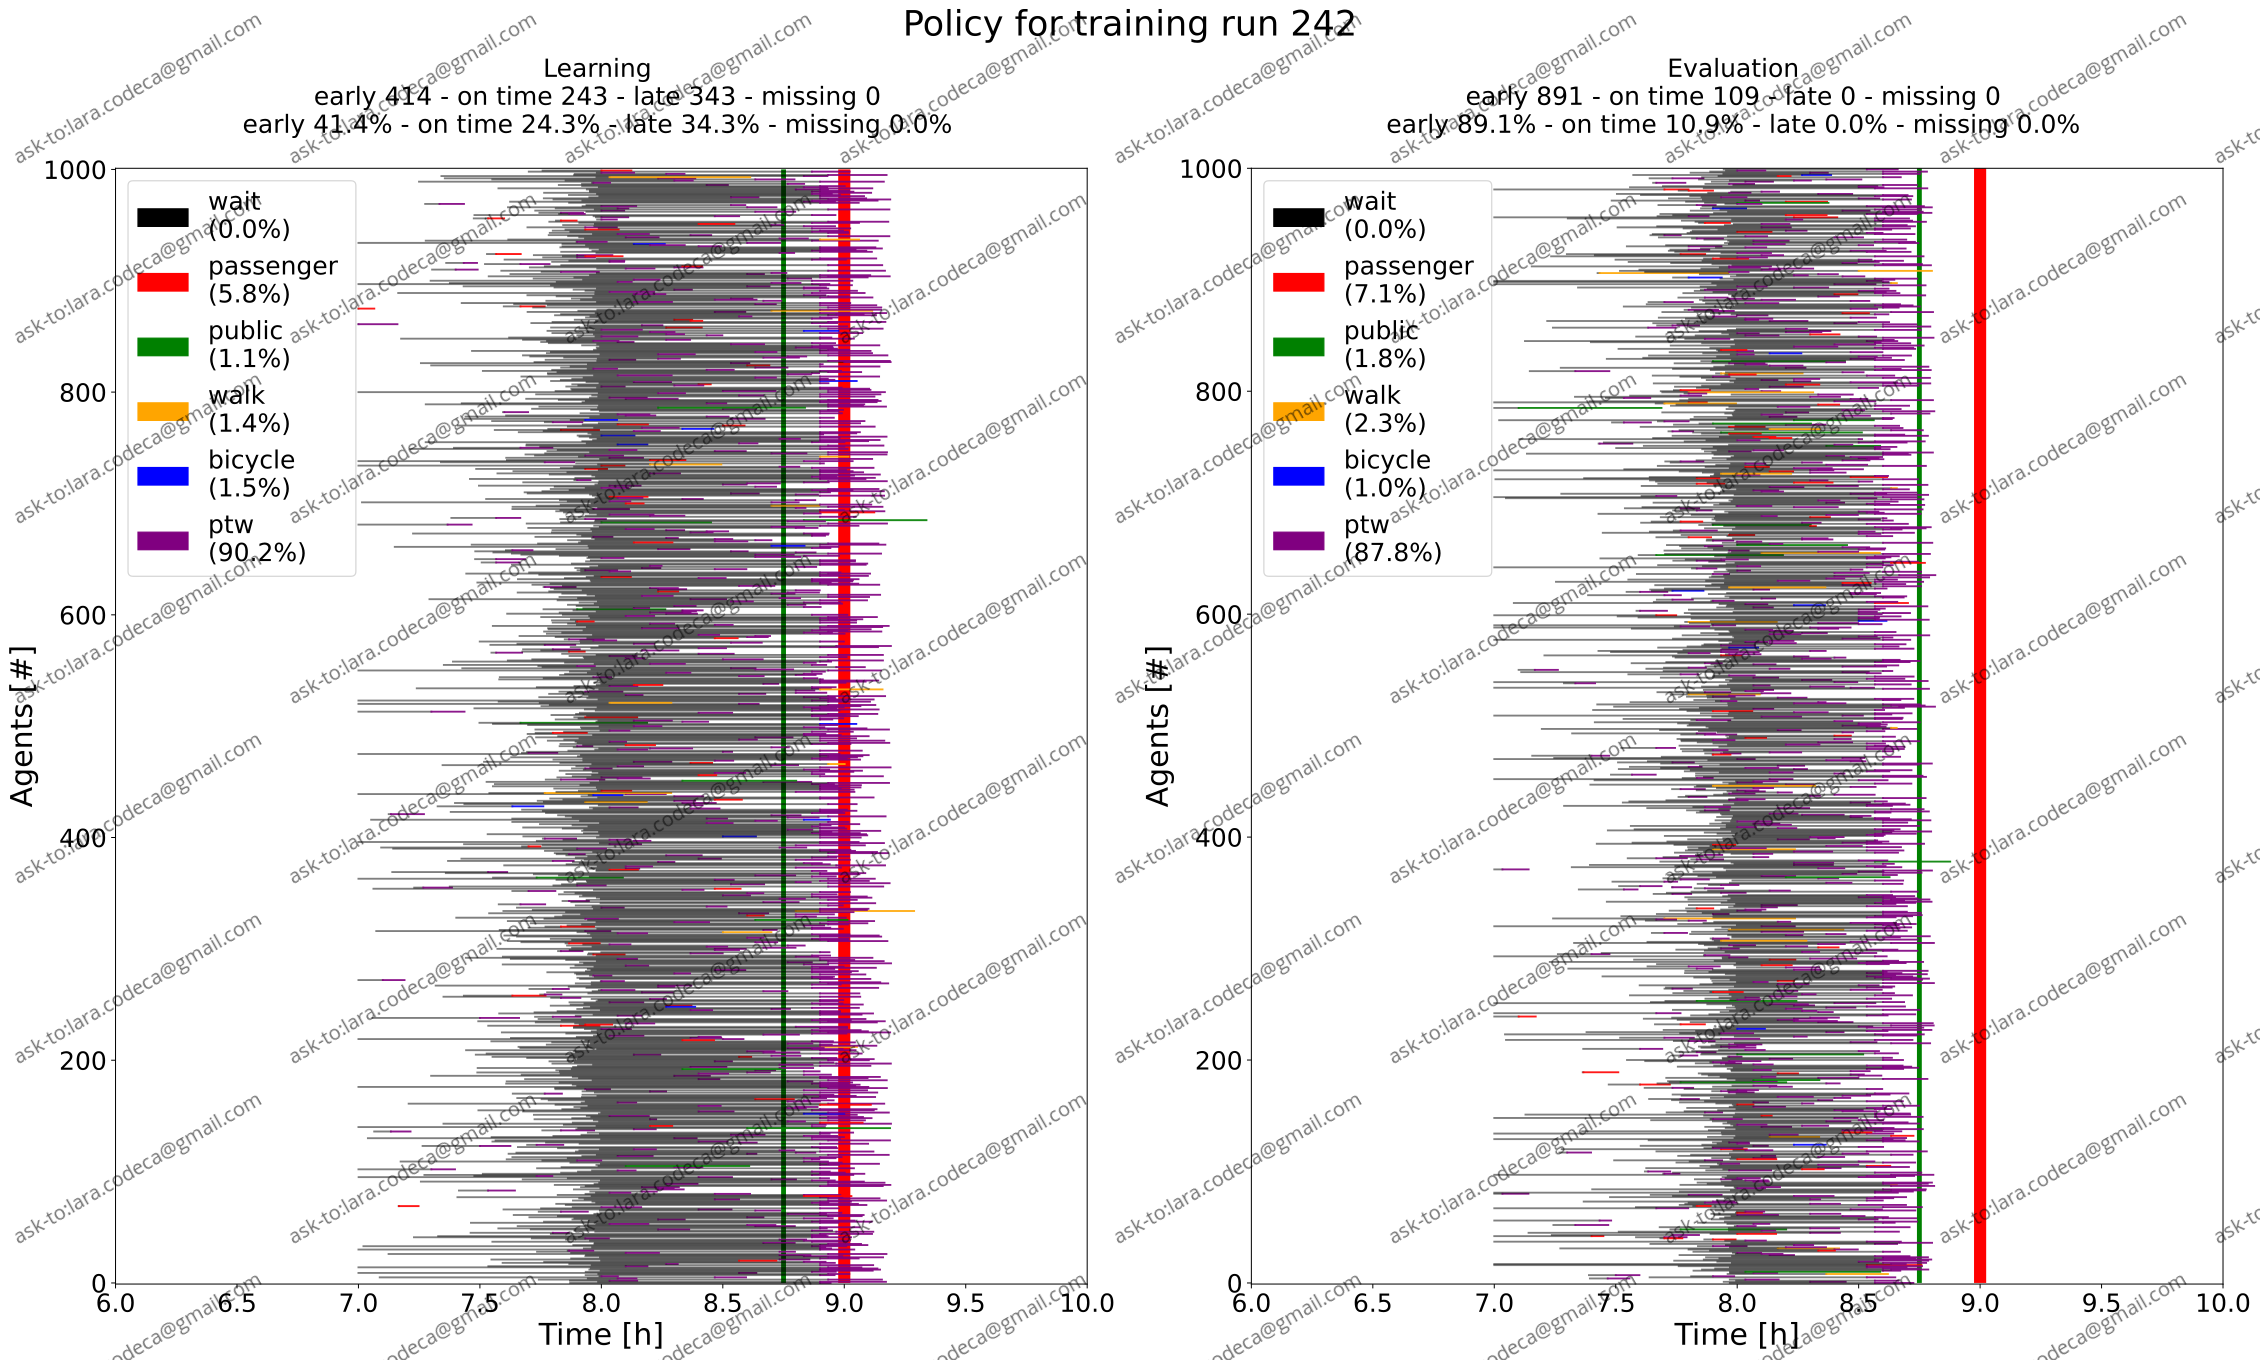 Policy for training run 242
Learning
early 414 - on time 243 - late 343 - missing 0
early 41.4% - on time 24.3% - late 34.3% - missing 0.0%
1000
800
600
400
200
0
Agents [#]
wait
(0.0%)
passenger
(5.8%)
public
(1.1%)
walk
(1.4%)
bicycle
(1.5%)
ptw
(90.2%)
6.0 6.5 7.0 7.5 8.0 8.5 9.0 9.5 10.0
Time [h]
Evaluation
early 891 - on time 109 - late 0 - missing 0
early 89.1% - on time 10.9% - late 0.0% - missing 0.0%
1000
800
600
400
200
0
Agents [#]
wait
(0.0%)
passenger
(7.1%)
public
(1.8%)
walk
(2.3%)
bicycle
(1.0%)
ptw
(87.8%)
6.0 6.5 7.0 7.5 8.0 8.5 9.0 9.5 10.0
Time [h]
ask-to:lara.codeca@gmail.com